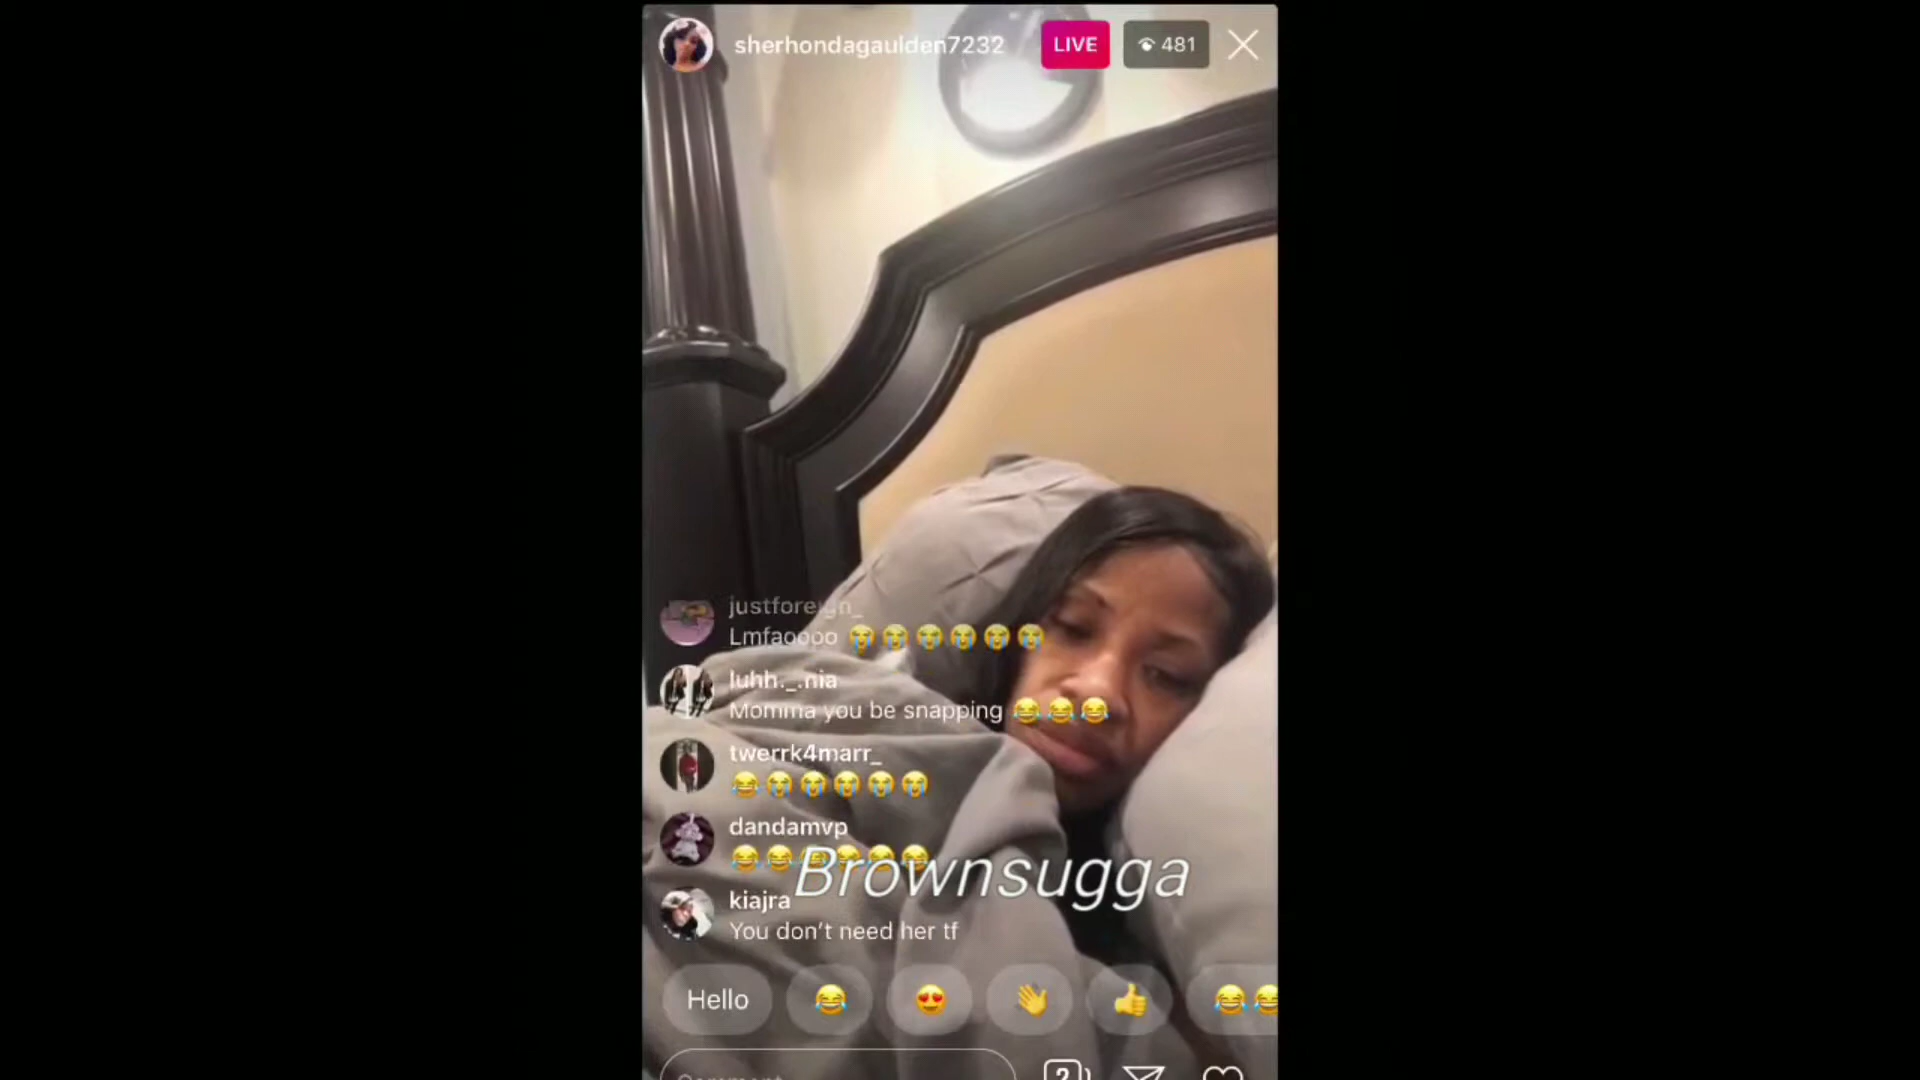 sherhondagaulden7232
LIVE
481
justforeign_
Lmfaoooo 😭😭😭😭😭😭
luhh._.nia
Momma you be snapping 😂😂😂
twerrk4marr_
😂😭😭😭😭😭
dandamvp
😂😂😂😂😂😂
Brownsugga
kiajra
You don't need her tf
Hello 😂 😍 👋 👍 😂😂
Comment
?